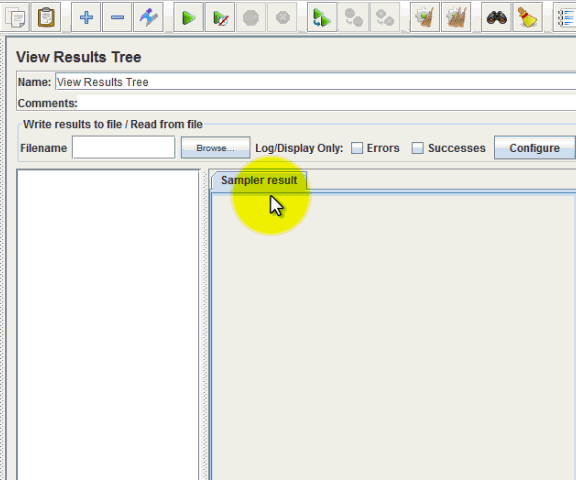 View Results Tree
Name: View Results Tree
Comments:
Write results to file / Read from file
Filename Browse... Log/Display Only: Errors Successes Configure
Sampler result